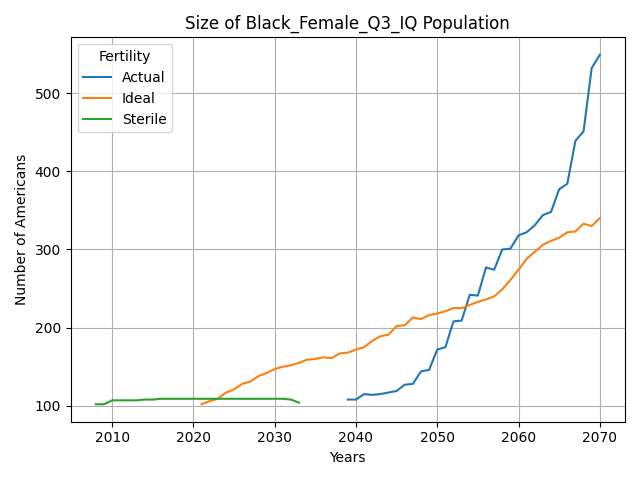 Size of Black_Female_Q3_IQ Population
Fertility
Actual
Ideal
Sterile
Number of Americans
500
400
300
200
100
2010 2020 2030 2040 2050 2060 2070
Years